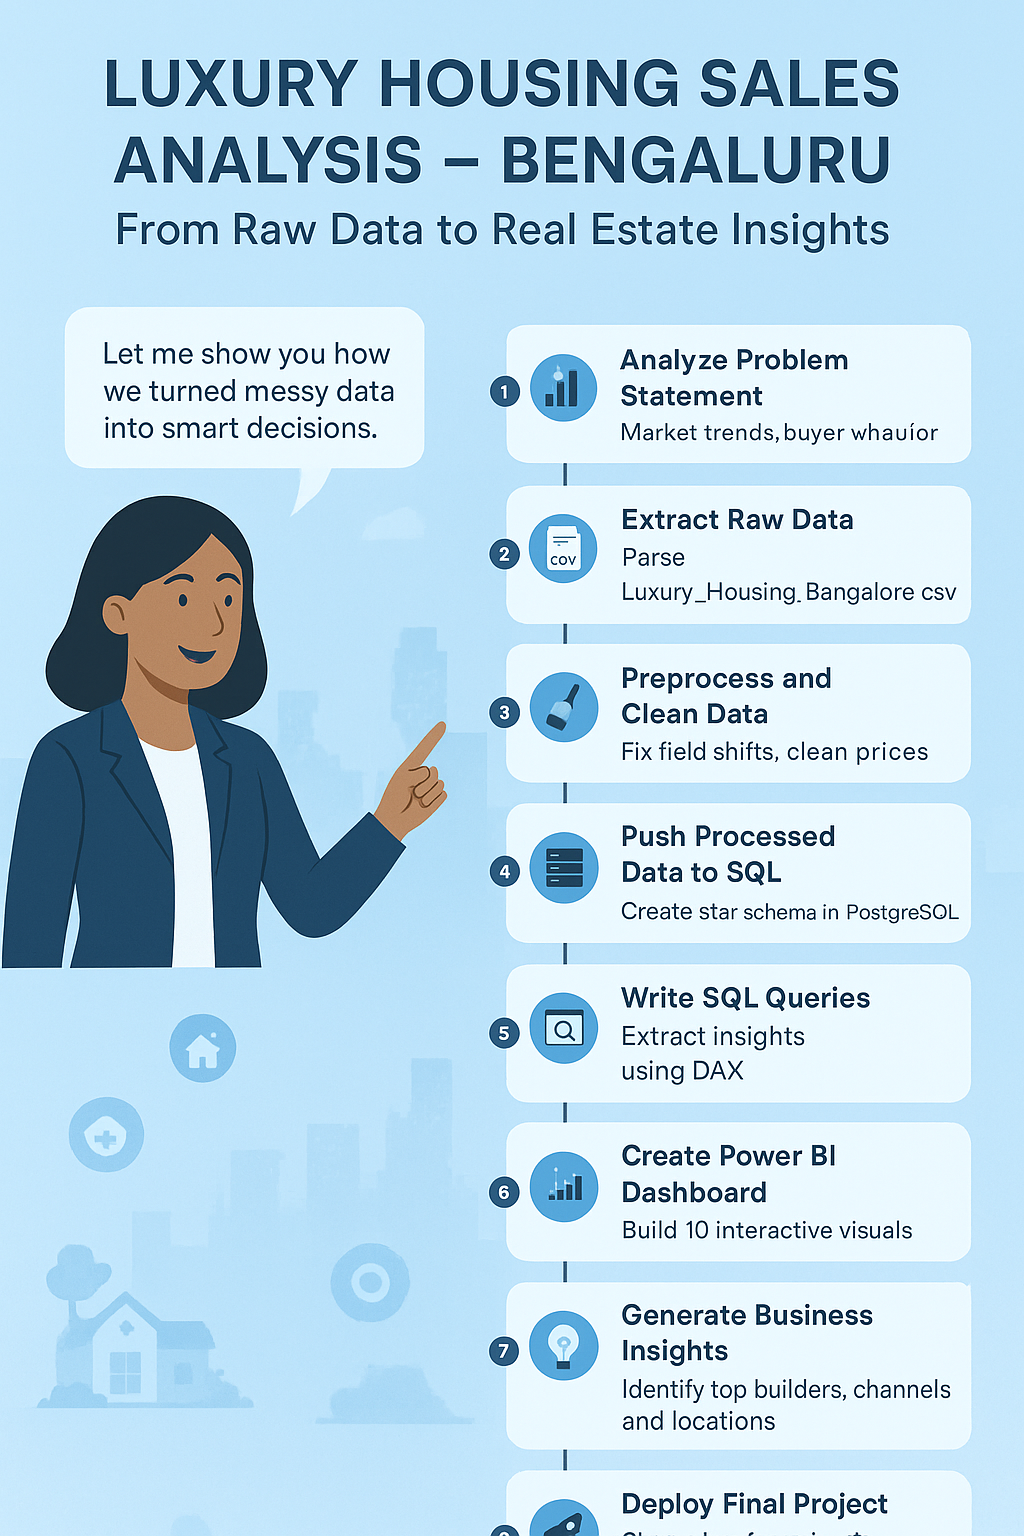 LUXURY HOUSING SALES
ANALYSIS – BENGALURU
From Raw Data to Real Estate Insights
Let me show you how
we turned messy data
into smart decisions.
1
Analyze Problem
Statement
Market trends, buyer whauíor
2
COV
Extract Raw Data
Parse
Luxury_Housing_Bangalore csv
3
Preprocess and
Clean Data
Fix field shifts, clean prices
4
Push Processed
Data to SQL
Create star schema in PostgreSQL
5
Write SQL Queries
Extract insights
using DAX
6
Create Power BI
Dashboard
Build 10 interactive visuals
7
Generate Business
Insights
Identify top builders, channels
and locations
Deploy Final Project